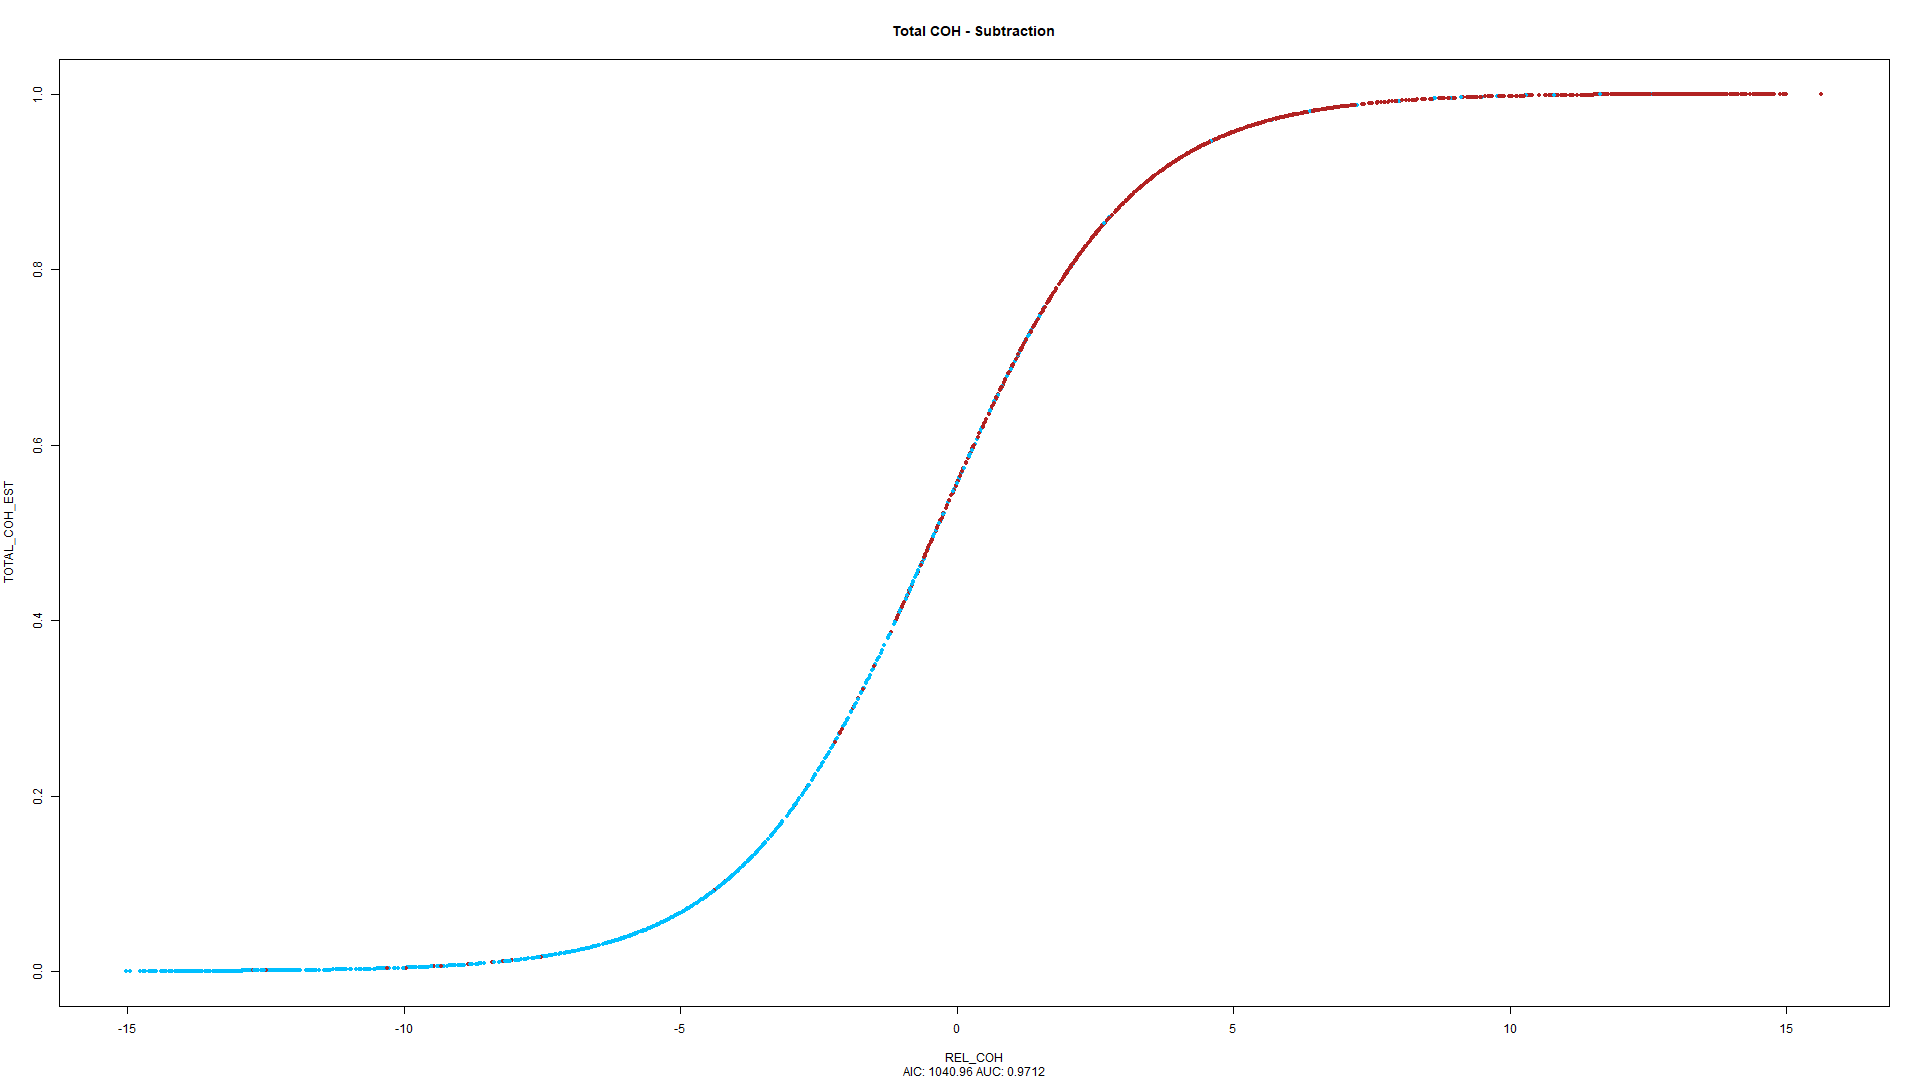 Total COH - Subtraction
TOTAL_COH_EST
1.0
0.8
0.6
0.4
0.2
0.0
-15 -10 -5 0 5 10 15
REL_COH
AIC: 1040.96 AUC: 0.9712